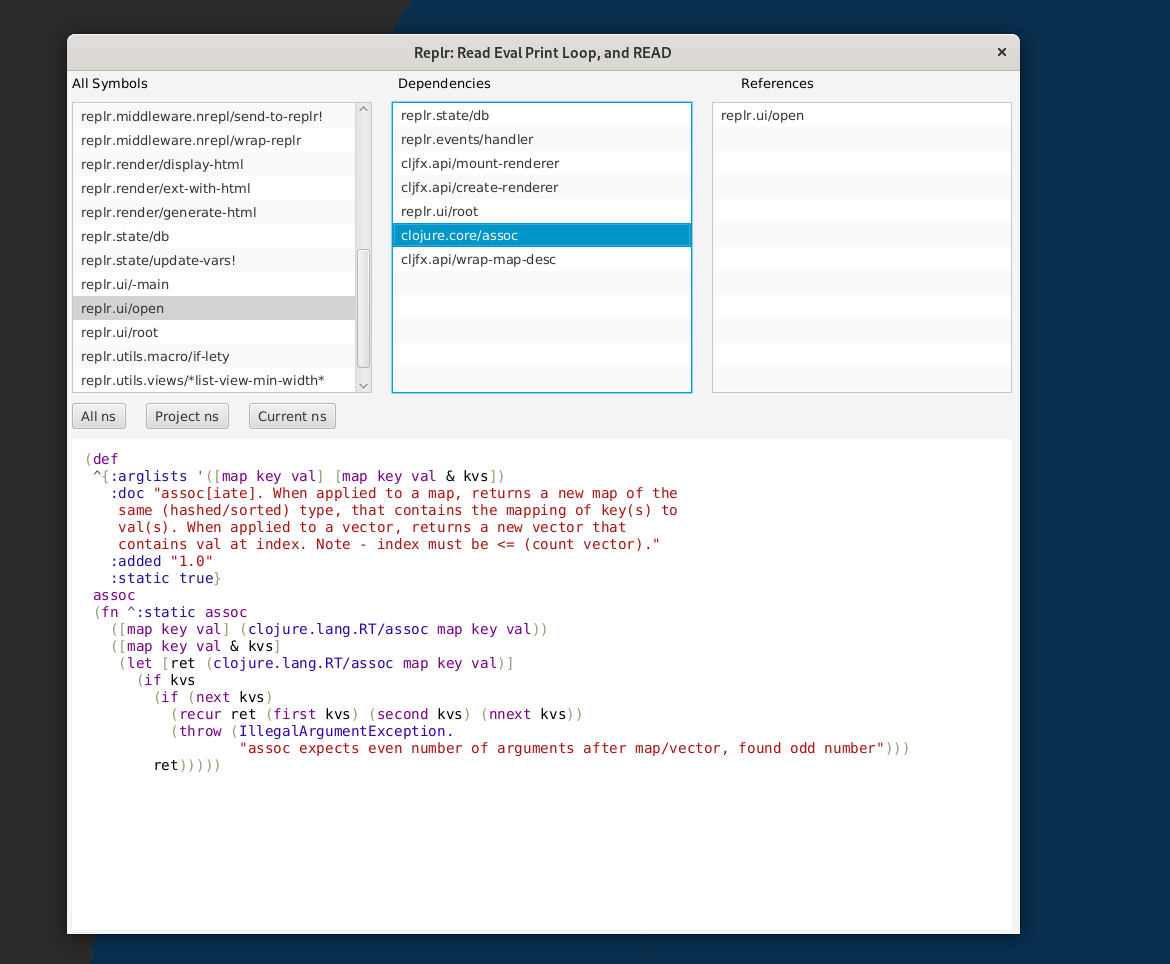 Replr: Read Eval Print Loop, and READ
×
All Symbols
Dependencies
References
replr.middleware.nrepl/send-to-replr!
replr.middleware.nrepl/wrap-replr
replr.render/display-html
replr.render/ext-with-html
replr.render/generate-html
replr.state/db
replr.state/update-vars!
replr.ui/-main
replr.ui/open
replr.ui/root
replr.utils.macro/if-lety
replr.utils.views/*list-view-min-width*
replr.state/db
replr.events/handler
cljfx.api/mount-renderer
cljfx.api/create-renderer
replr.ui/root
clojure.core/assoc
cljfx.api/wrap-map-desc
replr.ui/open
All ns
Project ns
Current ns
(def
 ^{:arglists '([map key val] [map key val & kvs])
   :doc "assoc[iate]. When applied to a map, returns a new map of the
    same (hashed/sorted) type, that contains the mapping of key(s) to
    val(s). When applied to a vector, returns a new vector that
    contains val at index. Note - index must be <= (count vector)."
   :added "1.0"
   :static true}
 assoc
 (fn ^:static assoc
   ([map key val] (clojure.lang.RT/assoc map key val))
   ([map key val & kvs]
    (let [ret (clojure.lang.RT/assoc map key val)]
      (if kvs
        (if (next kvs)
          (recur ret (first kvs) (second kvs) (nnext kvs))
          (throw (IllegalArgumentException.
                  "assoc expects even number of arguments after map/vector, found odd number")))
        ret)))))